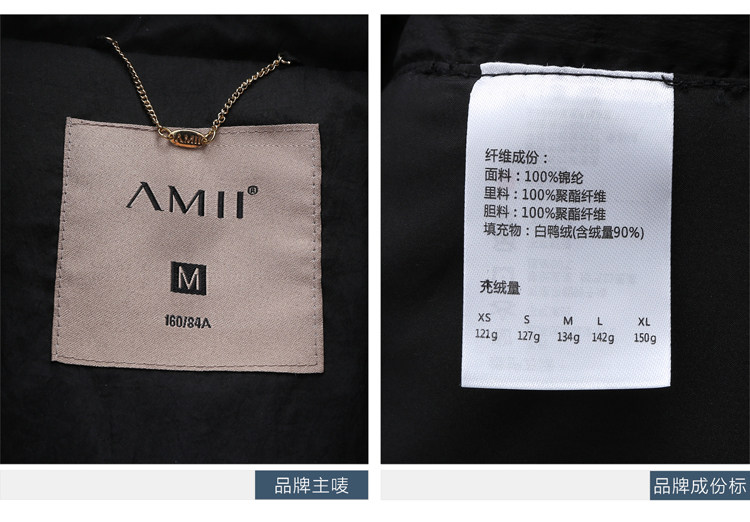 AMII
AMII®
M
160/84A
品牌主唛
纤维成份：
面料：100%锦纶
里料：100%聚酯纤维
胆料：100%聚酯纤维
填充物：白鸭绒(含绒量90%)
充绒量
XS S M L XL
121g 127g 134g 142g 150g
品牌成份标